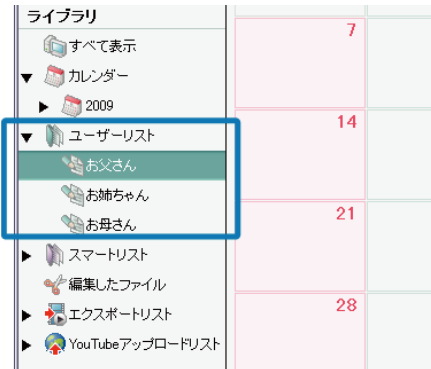 ライブラリ
すべて表示
カレンダー
2009
ユーザーリスト
お父さん
お姉ちゃん
お母さん
スマートリスト
編集したファイル
エクスポートリスト
YouTubeアップロードリスト
7
14
21
28